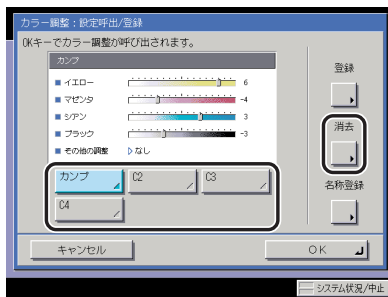 カラー調整：設定呼出/登録
OKキーでカラー調整が呼び出されます。
カンプ
イエロー 6
マゼンタ -4
シアン 3
ブラック -3
その他の調整 なし
登録
消去
名称登録
カンプ C2 C3
C4
キャンセル OK
システム状況/中止